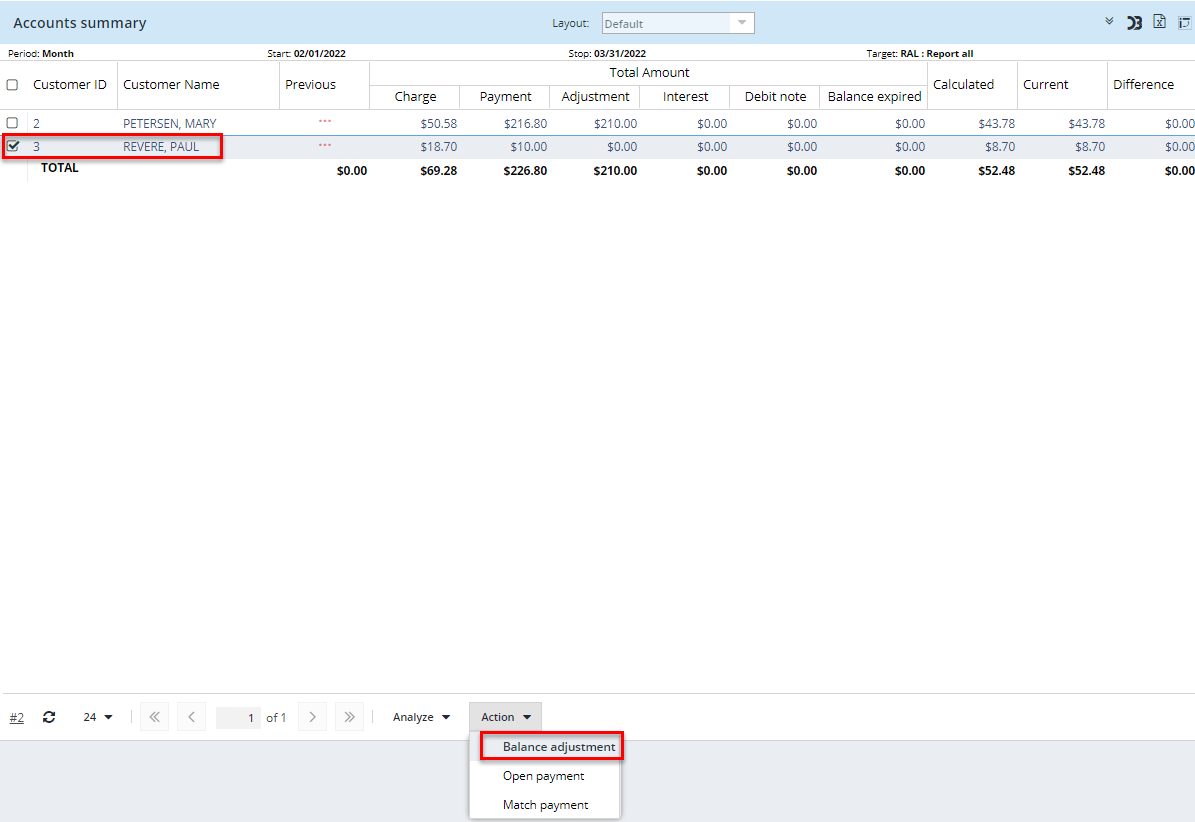 Accounts summary Layout: Default
Period: Month Start: 02/01/2022 Stop: 03/31/2022 Target: RAL : Report all
Total Amount
Customer ID Customer Name Previous Calculated Current Difference
Charge Payment Adjustment Interest Debit note Balance expired
2 PETERSEN, MARY *** $50.58 $216.80 $210.00 $0.00 $0.00 $0.00 $43.78 $43.78 $0.00
3 REVERE, PAUL *** $18.70 $10.00 $0.00 $0.00 $0.00 $0.00 $8.70 $8.70 $0.00
TOTAL $0.00 $69.28 $226.80 $210.00 $0.00 $0.00 $0.00 $52.48 $52.48 $0.00
#2 24 1 of 1 Analyze Action
Balance adjustment
Open payment
Match payment